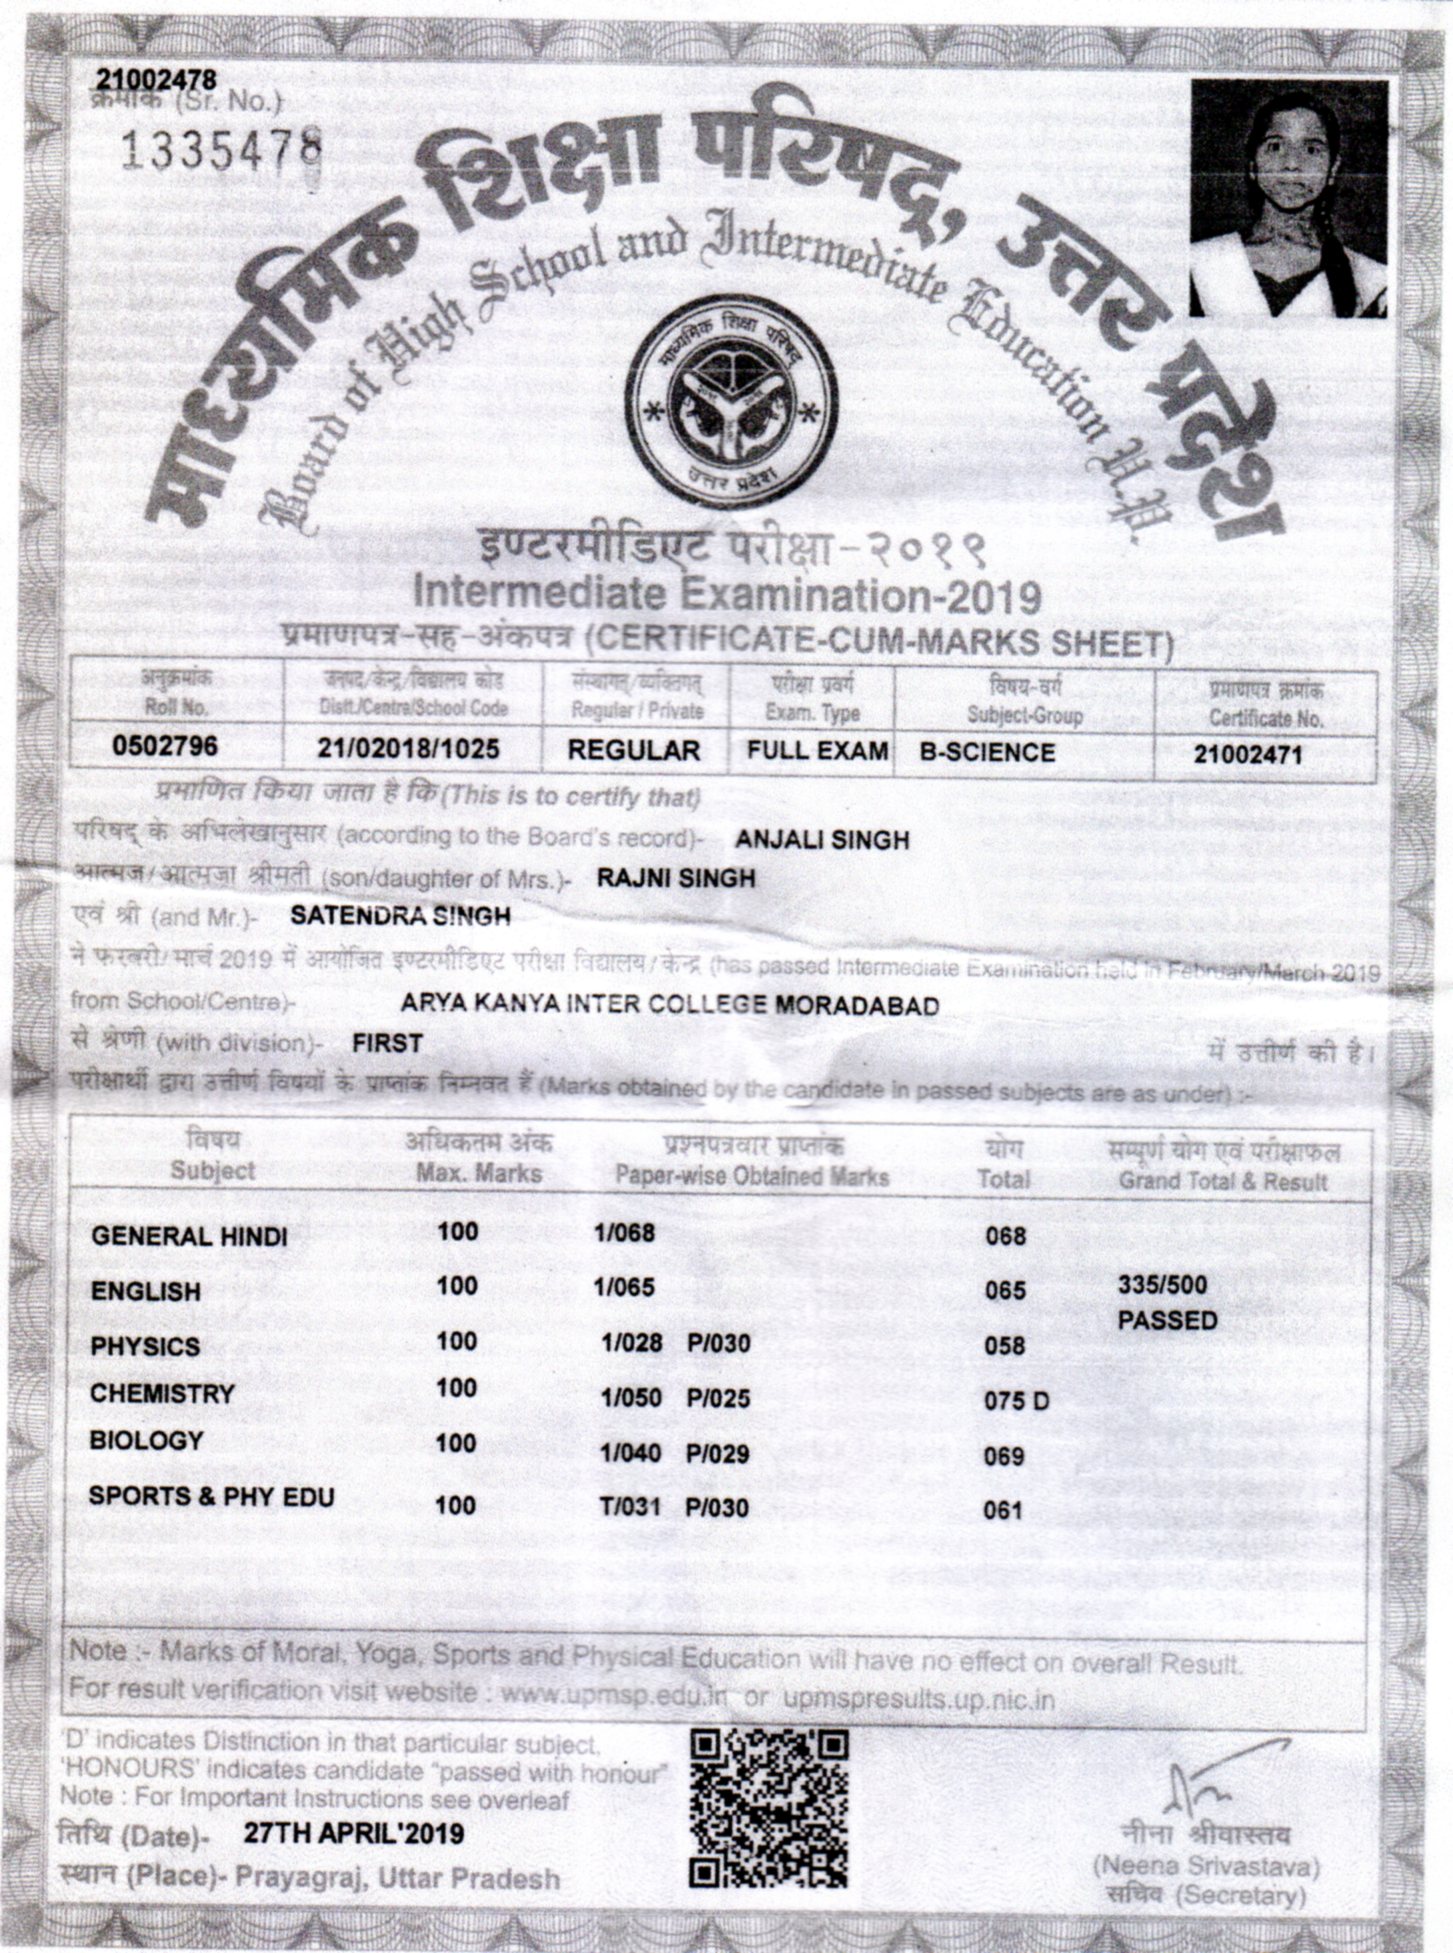 21002478
क्रमांक (Sr. No.)
1335478
माध्यमिक शिक्षा परिषद्, उत्तर प्रदेश
Board of High School and Intermediate Education U.P.
माध्यमिक शिक्षा परिषद्
उत्तर प्रदेश
इण्टरमीडिएट परीक्षा-२०१९
Intermediate Examination-2019
प्रमाणपत्र-सह-अंकपत्र (CERTIFICATE-CUM-MARKS SHEET)
अनुक्रमांक जनपद/केन्द्र/विद्यालय कोड संस्थागत्/व्यक्तिगत् परीक्षा प्रवर्ग विषय-वर्ग प्रमाणपत्र क्रमांक
Roll No. Distt./Centre/School Code Regular / Private Exam. Type Subject-Group Certificate No.
0502796 21/02018/1025 REGULAR FULL EXAM B-SCIENCE 21002471
प्रमाणित किया जाता है कि (This is to certify that)
परिषद् के अभिलेखानुसार (according to the Board's record)- ANJALI SINGH
आत्मज/आत्मजा श्रीमती (son/daughter of Mrs.)- RAJNI SINGH
एवं श्री (and Mr.)- SATENDRA SINGH
ने फरवरी/मार्च 2019 में आयोजित इण्टरमीडिएट परीक्षा विद्यालय/केन्द्र (has passed Intermediate Examination held in February/March 2019
from School/Centre)- ARYA KANYA INTER COLLEGE MORADABAD
से श्रेणी (with division)- FIRST में उत्तीर्ण की है।
परीक्षार्थी द्वारा उत्तीर्ण विषयों के प्राप्तांक निम्नवत हैं (Marks obtained by the candidate in passed subjects are as under) :-
विषय अधिकतम अंक प्रश्नपत्रवार प्राप्तांक योग सम्पूर्ण योग एवं परीक्षाफल
Subject Max. Marks Paper-wise Obtained Marks Total Grand Total & Result
GENERAL HINDI 100 1/068 068
ENGLISH 100 1/065 065 335/500
PASSED
PHYSICS 100 1/028 P/030 058
CHEMISTRY 100 1/050 P/025 075 D
BIOLOGY 100 1/040 P/029 069
SPORTS & PHY EDU 100 T/031 P/030 061
Note :- Marks of Moral, Yoga, Sports and Physical Education will have no effect on overall Result.
For result verification visit website : www.upmsp.edu.in or upmspresults.up.nic.in
'D' indicates Distinction in that particular subject.
'HONOURS' indicates candidate "passed with honour"
Note : For Important Instructions see overleaf
तिथि (Date)- 27TH APRIL'2019
स्थान (Place)- Prayagraj, Uttar Pradesh
नीना श्रीवास्तव
(Neena Srivastava)
सचिव (Secretary)